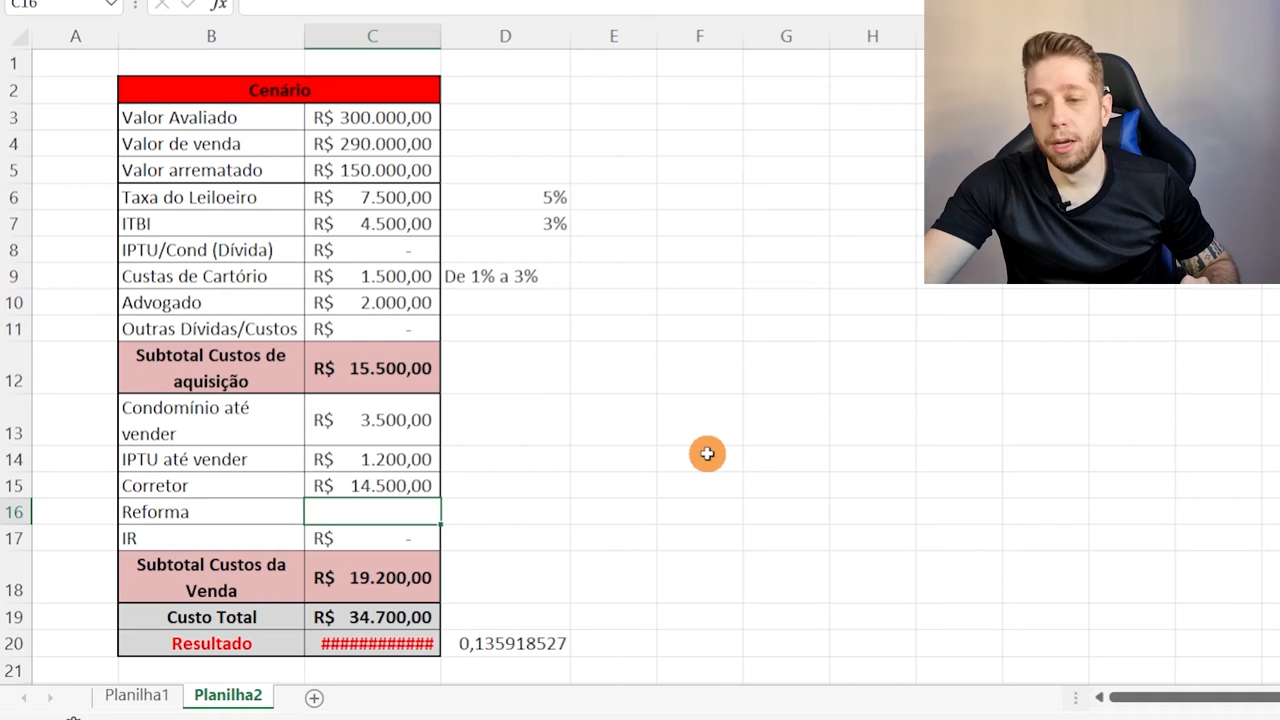 C16 fx
A B C D E F G H
1
2 Cenário
3 Valor Avaliado R$ 300.000,00
4 Valor de venda R$ 290.000,00
5 Valor arrematado R$ 150.000,00
6 Taxa do Leiloeiro R$ 7.500,00 5%
7 ITBI R$ 4.500,00 3%
8 IPTU/Cond (Dívida) R$ -
9 Custas de Cartório R$ 1.500,00 De 1% a 3%
10 Advogado R$ 2.000,00
11 Outras Dívidas/Custos R$ -
Subtotal Custos de
12 aquisição R$ 15.500,00
Condomínio até
13 vender R$ 3.500,00
14 IPTU até vender R$ 1.200,00
15 Corretor R$ 14.500,00
16 Reforma
17 IR R$ -
Subtotal Custos da
18 Venda R$ 19.200,00
19 Custo Total R$ 34.700,00
20 Resultado ############ 0,135918527
21
Planilha1 Planilha2